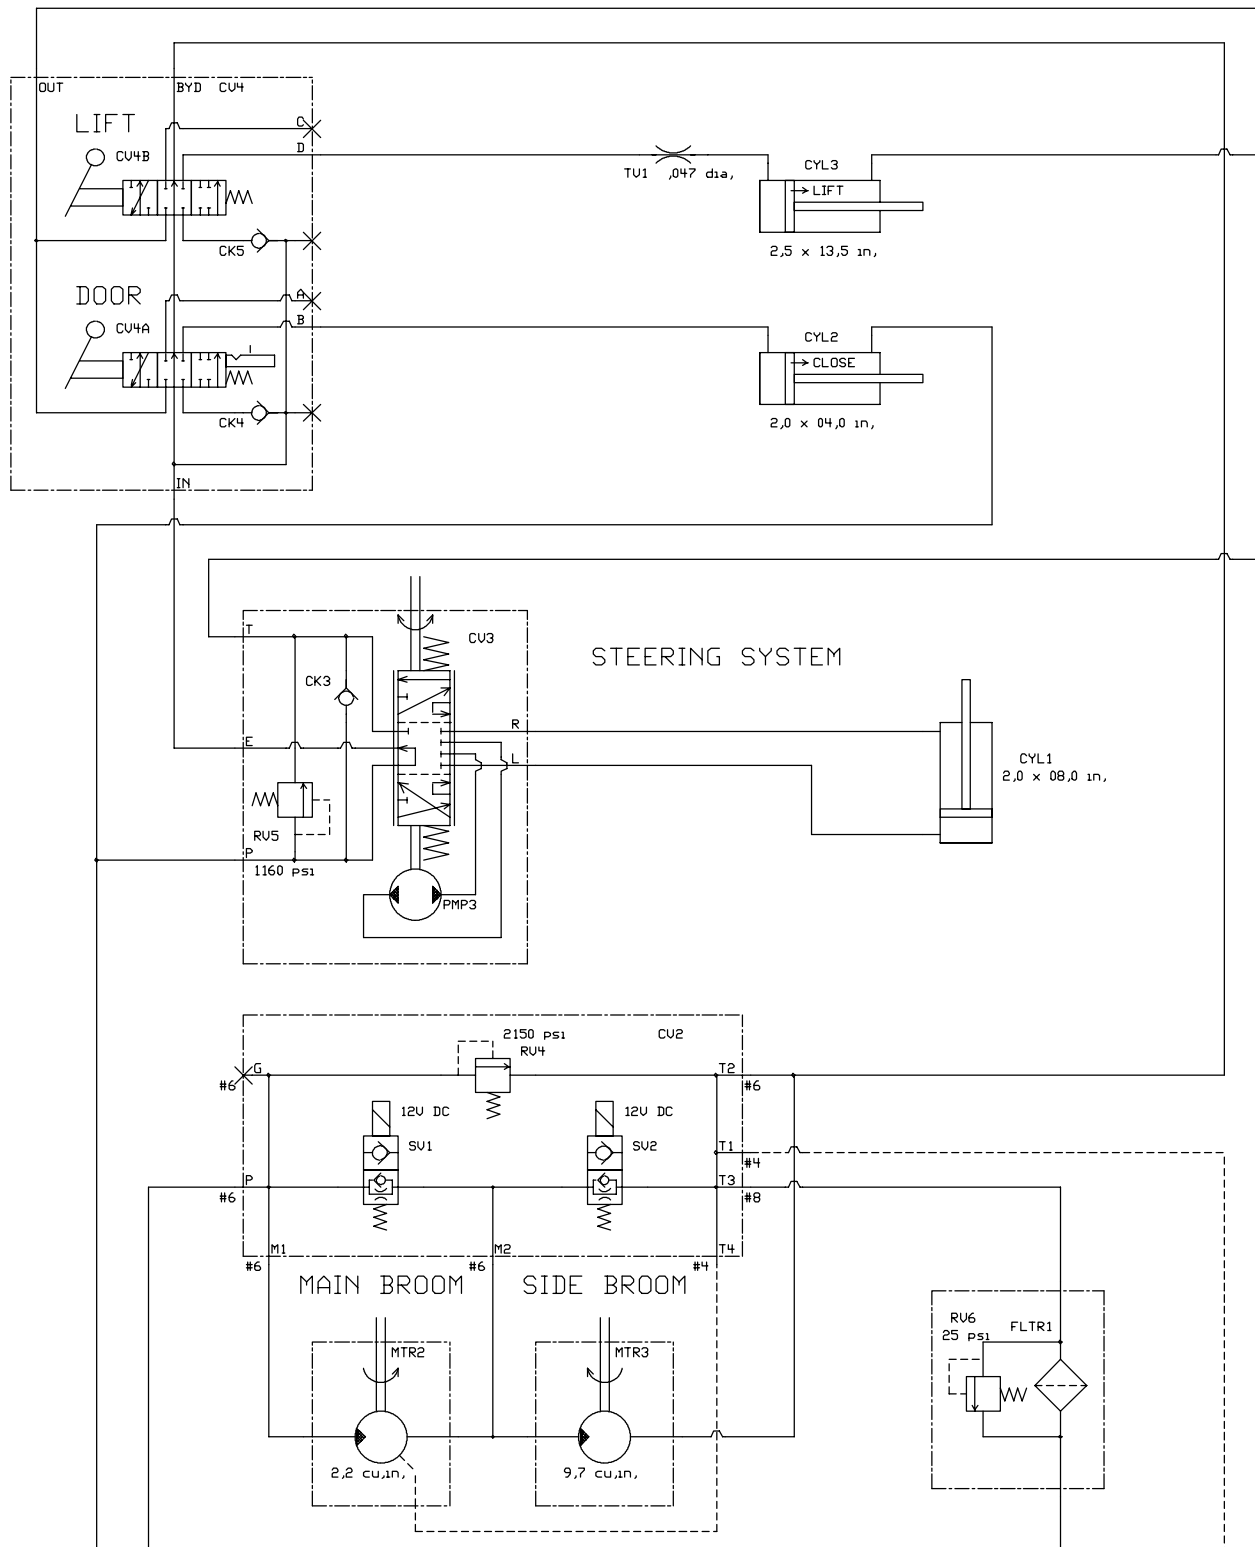 OUT
BYD CV4
LIFT
C
CV4B
D
TV1 .047 dia.
CYL3
LIFT
CK5
2.5 x 13.5 in.
DOOR
A
CV4A
B
CYL2
CLOSE
CK4
2.0 x 04.0 in.
IN
T
CV3
STEERING SYSTEM
CK3
R
E
L
CYL1
2.0 x 08.0 in.
RV5
P
1160 psi
PMP3
2150 psi
CV2
RV4
G
T2
#6
#6
12V DC
12V DC
SV1
SV2
T1
#4
P
T3
#6
#8
M1
M2
T4
#6
MAIN BROOM
#6
SIDE BROOM
#4
RV6
25 psi
FLTR1
MTR2
MTR3
2.2 cu.in.
9.7 cu.in.